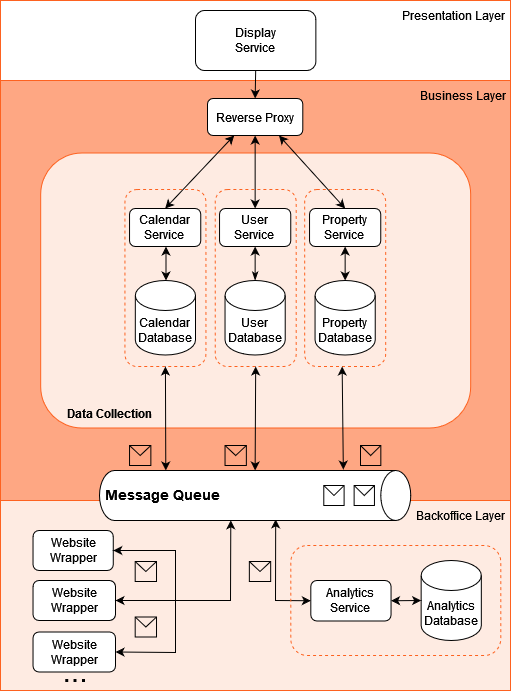 Presentation Layer
Display
Service
Business Layer
Reverse Proxy
Calendar
Service
User
Service
Property
Service
Calendar
Database
User
Database
Property
Database
Data Collection
Message Queue
Backoffice Layer
Website
Wrapper
Website
Wrapper
Website
Wrapper
...
Analytics
Service
Analytics
Database